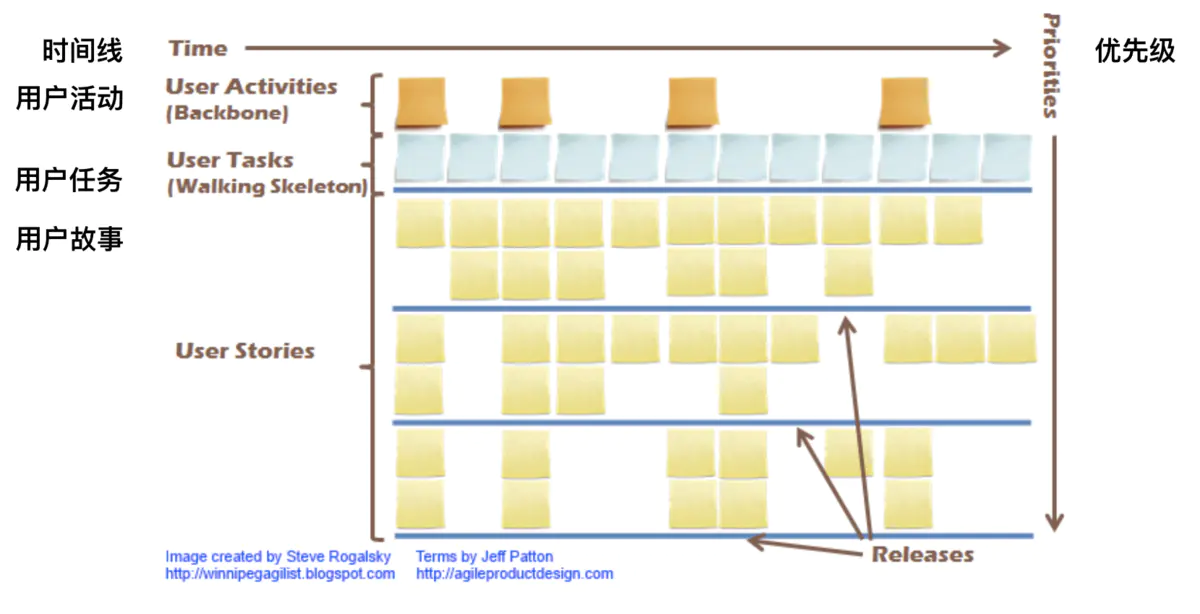 时间线
Time
Priorities
优先级
用户活动
User Activities
(Backbone)
用户任务
User Tasks
(Walking Skeleton)
用户故事
User Stories
Releases
Image created by Steve Rogalsky
http://winnipegagilist.blogspot.com
Terms by Jeff Patton
http://agileproductdesign.com